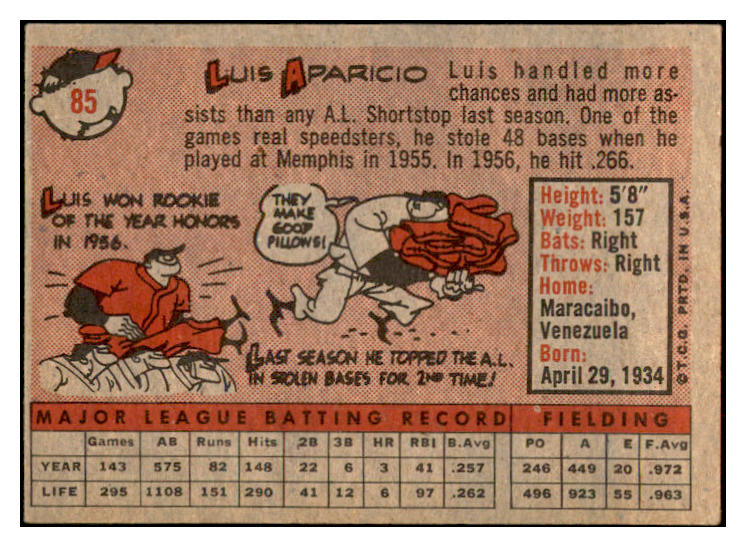 85
LUIS APARICIO
Luis handled more
chances and had more as-
sists than any A.L. Shortstop last season. One of the
games real speedsters, he stole 48 bases when he
played at Memphis in 1955. In 1956, he hit .266.
LUIS WON ROOKIE
OF THE YEAR HONORS
IN 1956.
THEY
MAKE
GOOD
PILLOWS!
LAST SEASON HE TOPPED THE A.L.
IN STOLEN BASES FOR 2ND TIME!
Height: 5'8"
Weight: 157
Bats: Right
Throws: Right
Home:
Maracaibo,
Venezuela
Born:
April 29, 1934
© T.C.G. PRTD. IN U.S.A.
MAJOR LEAGUE BATTING RECORD FIELDING
Games AB Runs Hits 2B 3B HR RBI B.Avg PO A E F.Avg
YEAR 143 575 82 148 22 6 3 41 .257 246 449 20 .972
LIFE 295 1108 151 290 41 12 6 97 .262 496 923 55 .963